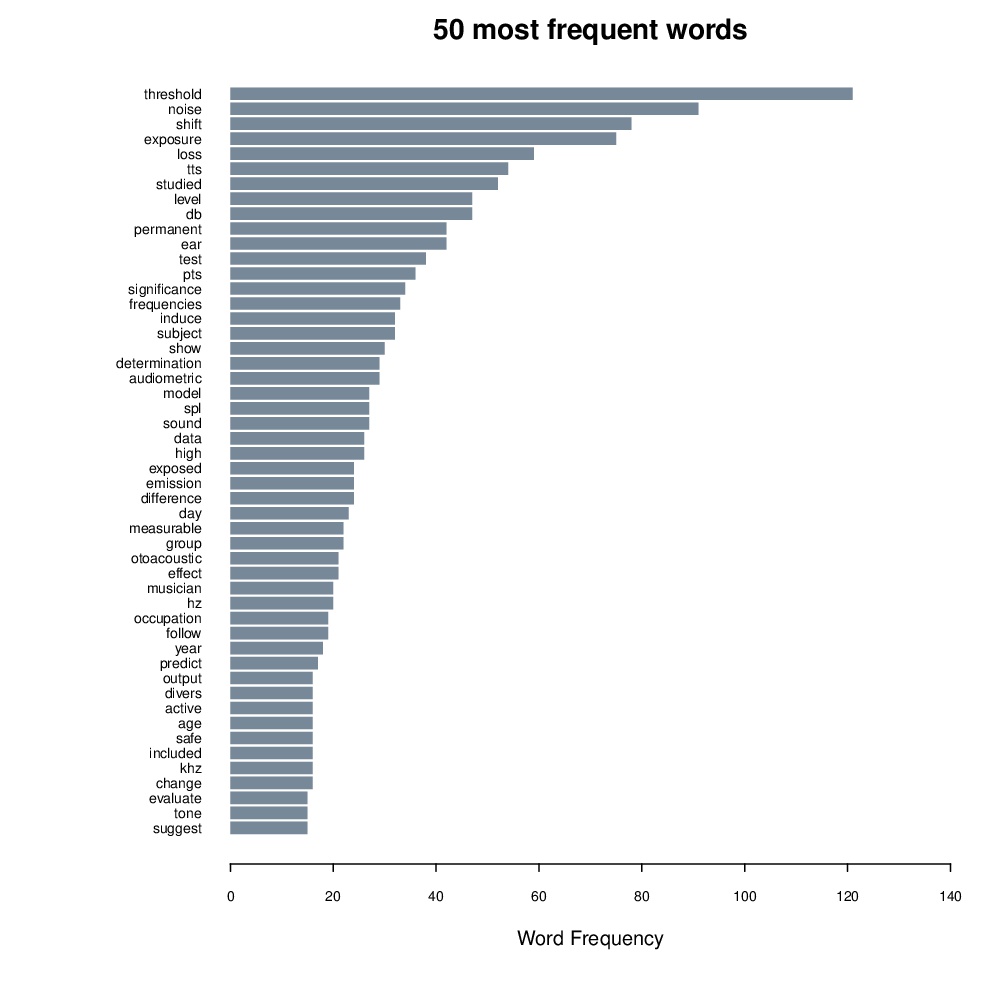 50 most frequent words
threshold
noise
shift
exposure
loss
tts
studied
level
db
permanent
ear
test
pts
significance
frequencies
induce
subject
show
determination
audiometric
model
spl
sound
data
high
exposed
emission
difference
day
measurable
group
otoacoustic
effect
musician
hz
occupation
follow
year
predict
output
divers
active
age
safe
included
khz
change
evaluate
tone
suggest
0 20 40 60 80 100 120 140
Word Frequency